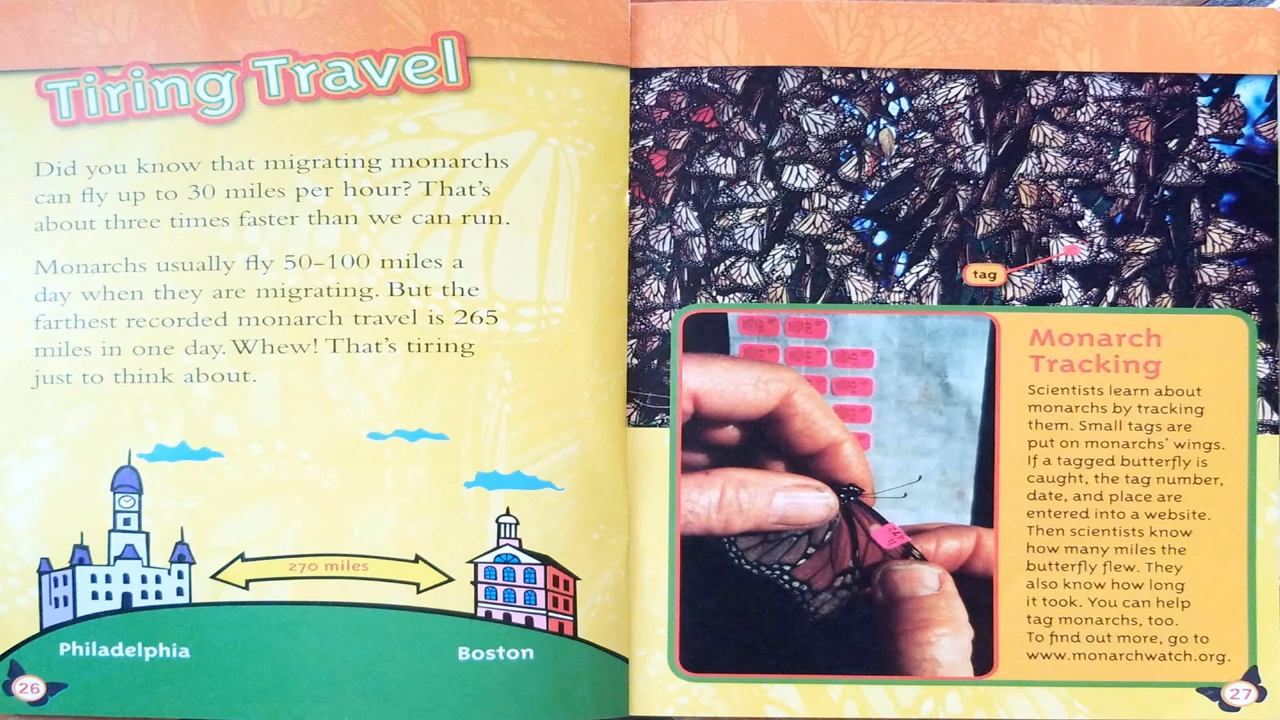 Tiring Travel
Did you know that migrating monarchs
can fly up to 30 miles per hour? That's
about three times faster than we can run.
Monarchs usually fly 50–100 miles a
day when they are migrating. But the
farthest recorded monarch travel is 265
miles in one day. Whew! That's tiring
just to think about.
270 miles
Philadelphia
Boston
26
tag
Monarch
Tracking
Scientists learn about
monarchs by tracking
them. Small tags are
put on monarchs' wings.
If a tagged butterfly is
caught, the tag number,
date, and place are
entered into a website.
Then scientists know
how many miles the
butterfly flew. They
also know how long
it took. You can help
tag monarchs, too.
To find out more, go to
www.monarchwatch.org.
27